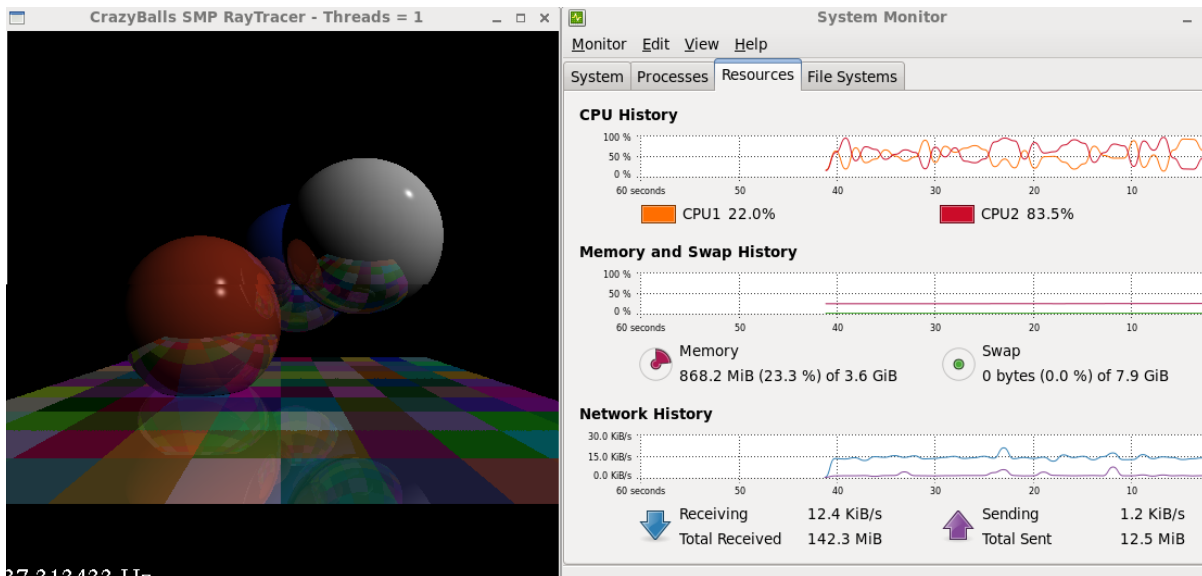 CrazyBalls SMP RayTracer - Threads = 1
System Monitor
Monitor Edit View Help
System Processes Resources File Systems
CPU History
100 %
50 %
0 %
60 seconds 50 40 30 20 10
CPU1 22.0% CPU2 83.5%
Memory and Swap History
100 %
50 %
0 %
60 seconds 50 40 30 20 10
Memory
868.2 MiB (23.3 %) of 3.6 GiB
Swap
0 bytes (0.0 %) of 7.9 GiB
Network History
30.0 KiB/s
15.0 KiB/s
0.0 KiB/s
60 seconds 50 40 30 20 10
Receiving 12.4 KiB/s
Total Received 142.3 MiB
Sending 1.2 KiB/s
Total Sent 12.5 MiB